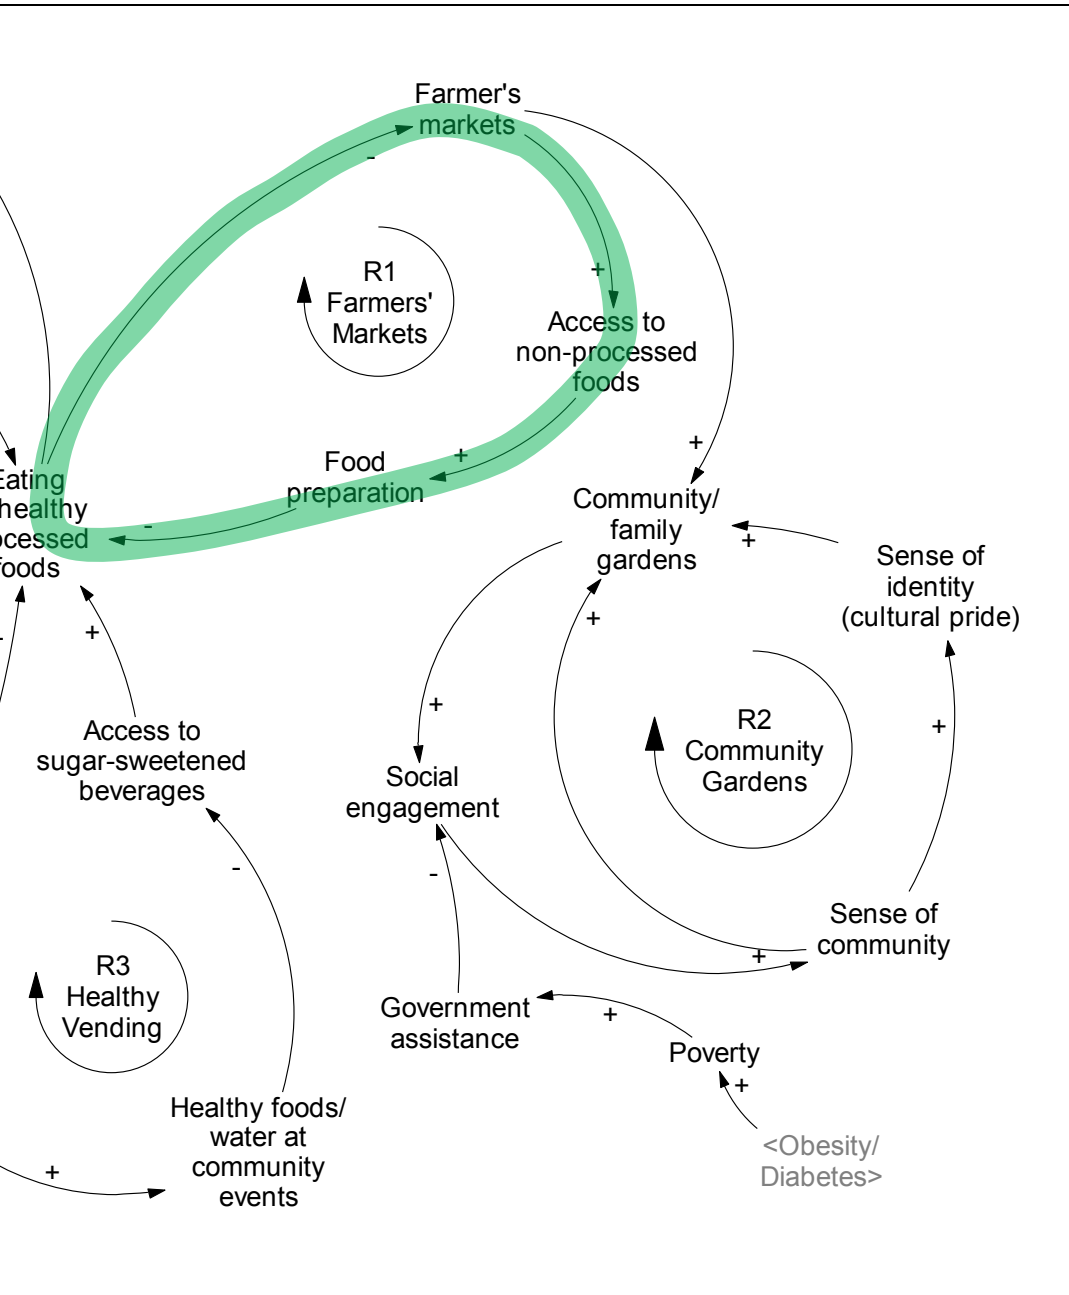 Farmer's
markets
-
R1
Farmers'
Markets
+
Access to
non-processed
foods
+
+
Food
preparation
-
Eating
healthy
foods
Community/
family
gardens
+
Sense of
identity
(cultural pride)
+
+
Access to
sugar-sweetened
beverages
+
+
Social
engagement
R2
Community
Gardens
-
-
Sense of
community
+
R3
Healthy
Vending
Government
assistance
+
Poverty
+
Healthy foods/
water at
community
events
+
<Obesity/
Diabetes>